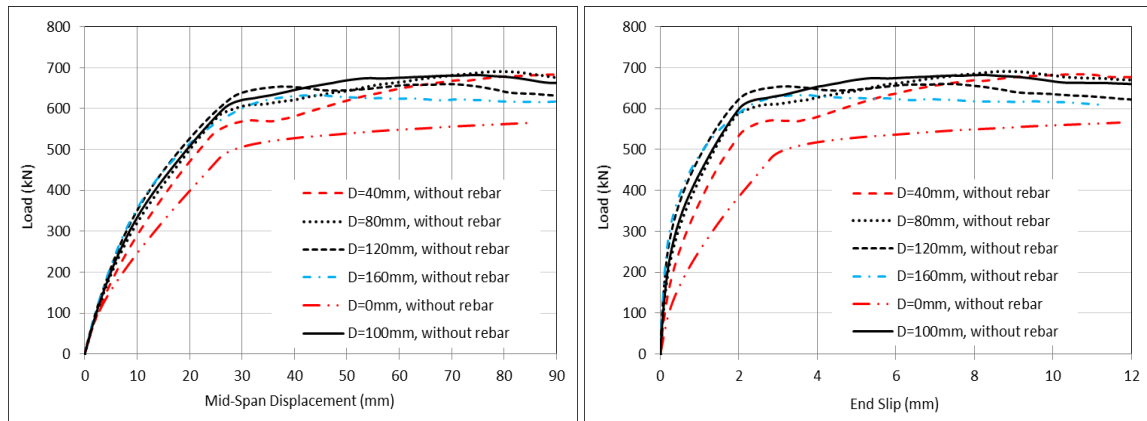 800
700
600
500
400
300
200
100
0
Load (kN)
D=40mm, without rebar
D=80mm, without rebar
D=120mm, without rebar
D=160mm, without rebar
D=0mm, without rebar
D=100mm, without rebar
0 10 20 30 40 50 60 70 80 90
Mid-Span Displacement (mm)
800
700
600
500
400
300
200
100
0
Load (kN)
D=40mm, without rebar
D=80mm, without rebar
D=120mm, without rebar
D=160mm, without rebar
D=0mm, without rebar
D=100mm, without rebar
0 2 4 6 8 10 12
End Slip (mm)